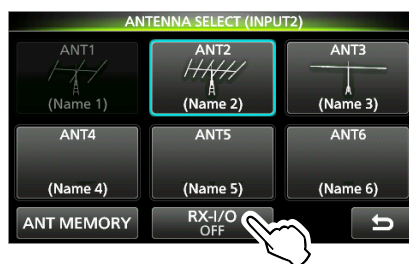 ANTENNA SELECT (INPUT2)
ANT1
ANT2
ANT3
(Name 1)
(Name 2)
(Name 3)
ANT4
ANT5
ANT6
(Name 4)
(Name 5)
(Name 6)
ANT MEMORY
RX-I/O
OFF